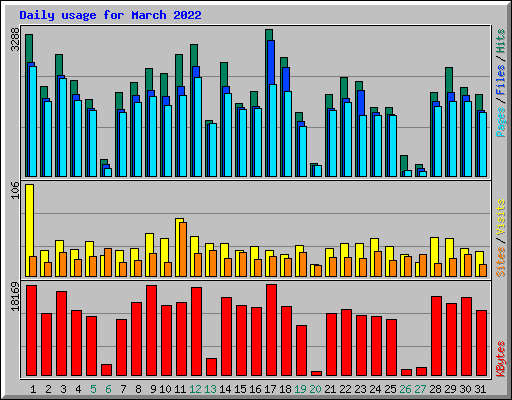 Daily usage for March 2022
3288
Pages / Files / Hits
106
Sites / Visits
18169
KBytes
1 2 3 4 5 6 7 8 9 10 11 12 13 14 15 16 17 18 19 20 21 22 23 24 25 26 27 28 29 30 31